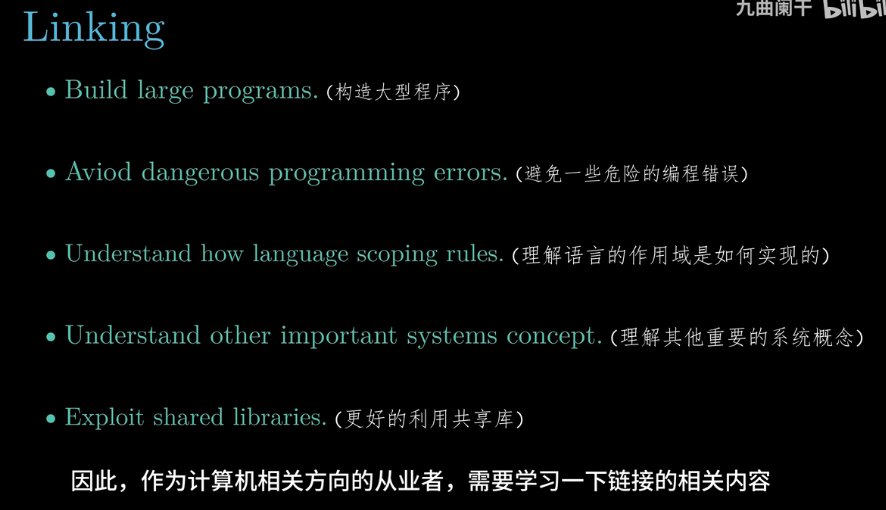 九曲阑干 bilibili
Linking
• Build large programs. (构造大型程序)
• Aviod dangerous programming errors. (避免一些危险的编程错误)
• Understand how language scoping rules. (理解语言的作用域是如何实现的)
• Understand other important systems concept. (理解其他重要的系统概念)
• Exploit shared libraries. (更好的利用共享库)
因此，作为计算机相关方向的从业者，需要学习一下链接的相关内容